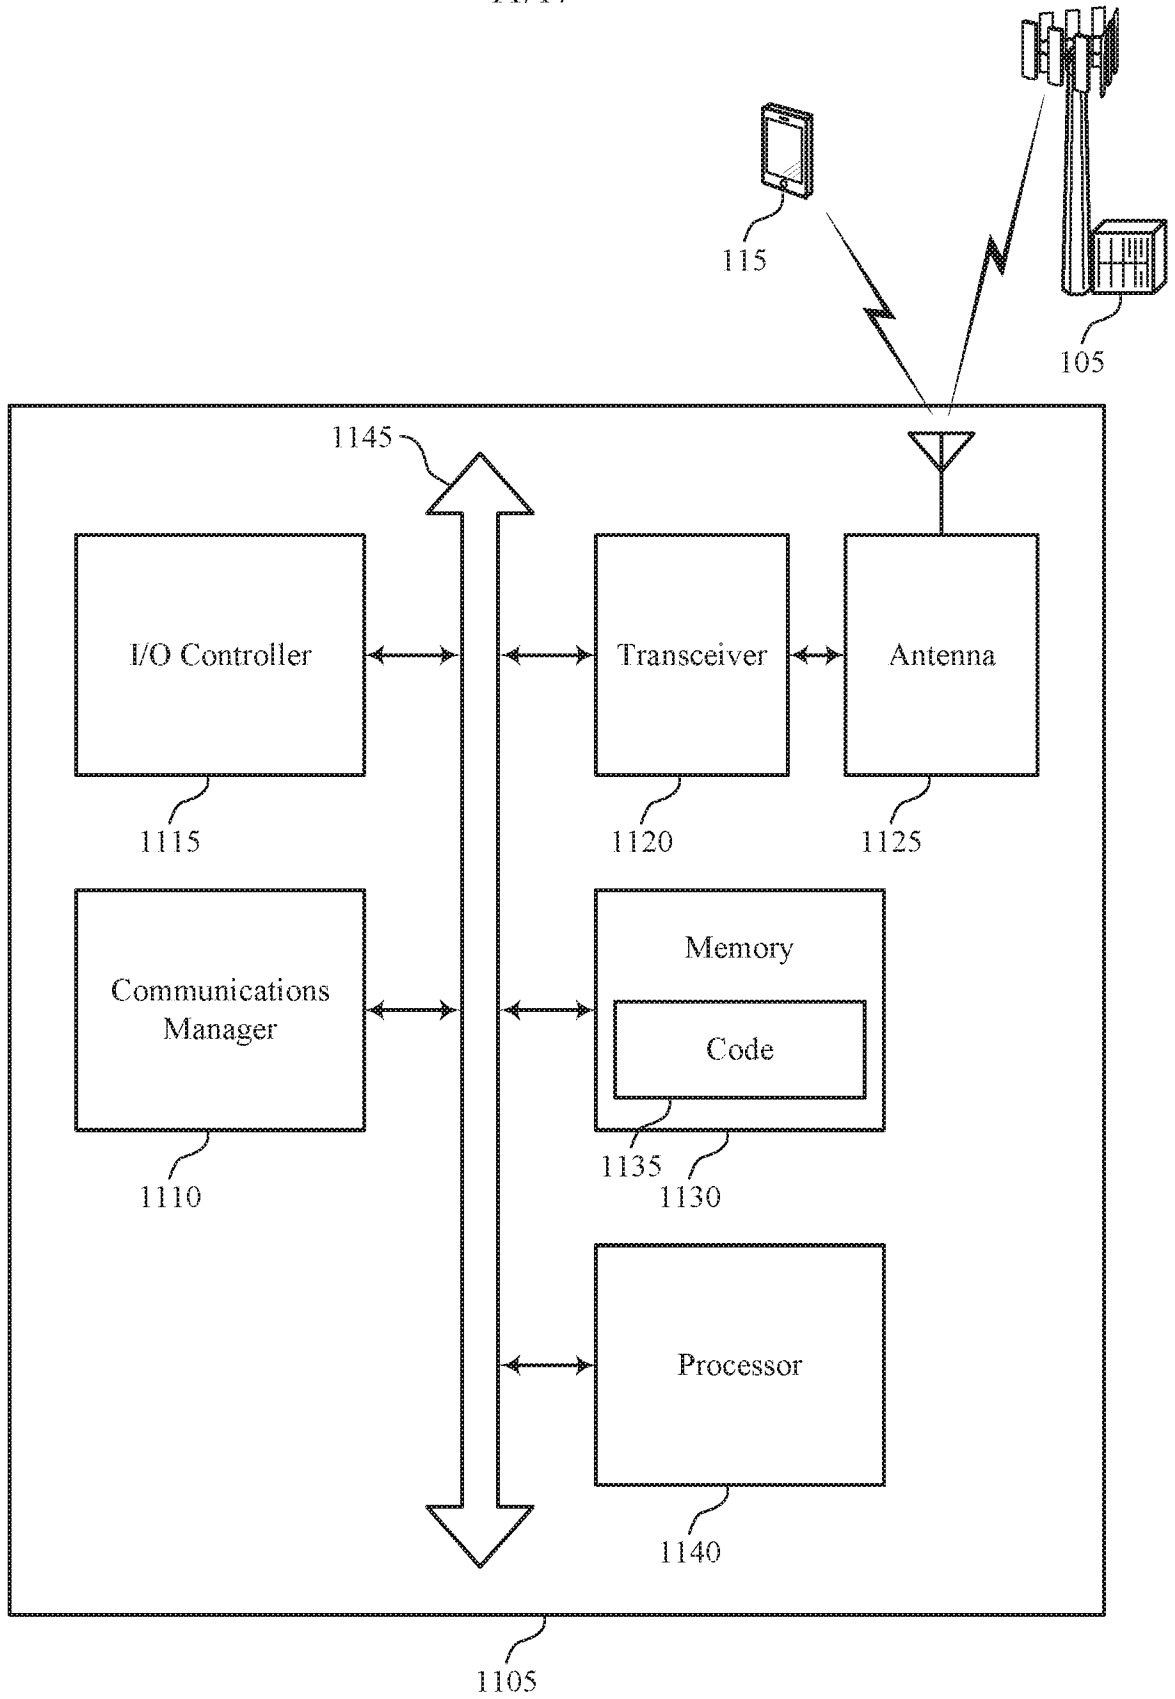 115
105
1145
I/O Controller
Transceiver
Antenna
1115
1120
1125
Communications
Manager
Memory
Code
1135
1130
1110
Processor
1140
1105